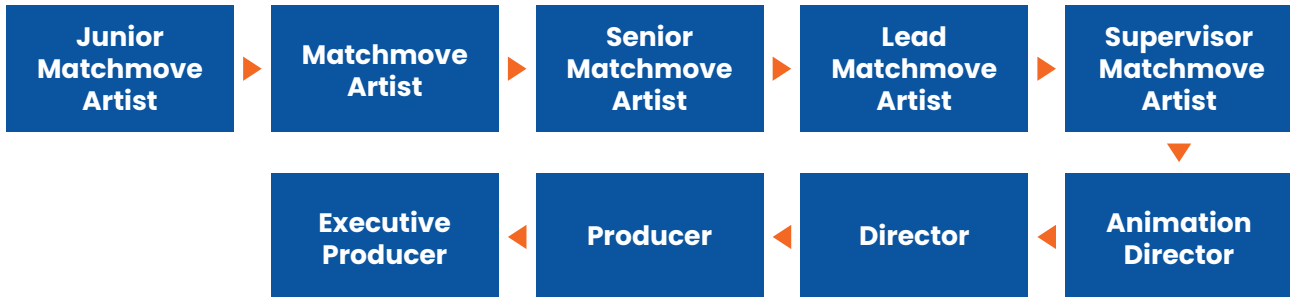 Junior
Matchmove
Artist
Matchmove
Artist
Senior
Matchmove
Artist
Lead
Matchmove
Artist
Supervisor
Matchmove
Artist
Animation
Director
Director
Producer
Executive
Producer